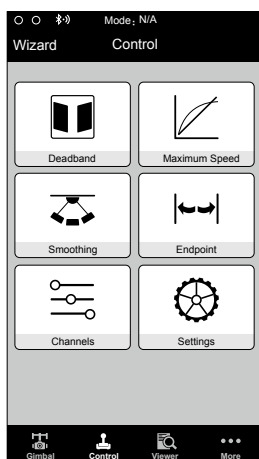 Mode: N/A
Wizard Control
Deadband Maximum Speed
Smoothing Endpoint
Channels Settings
Gimbal Control Viewer More